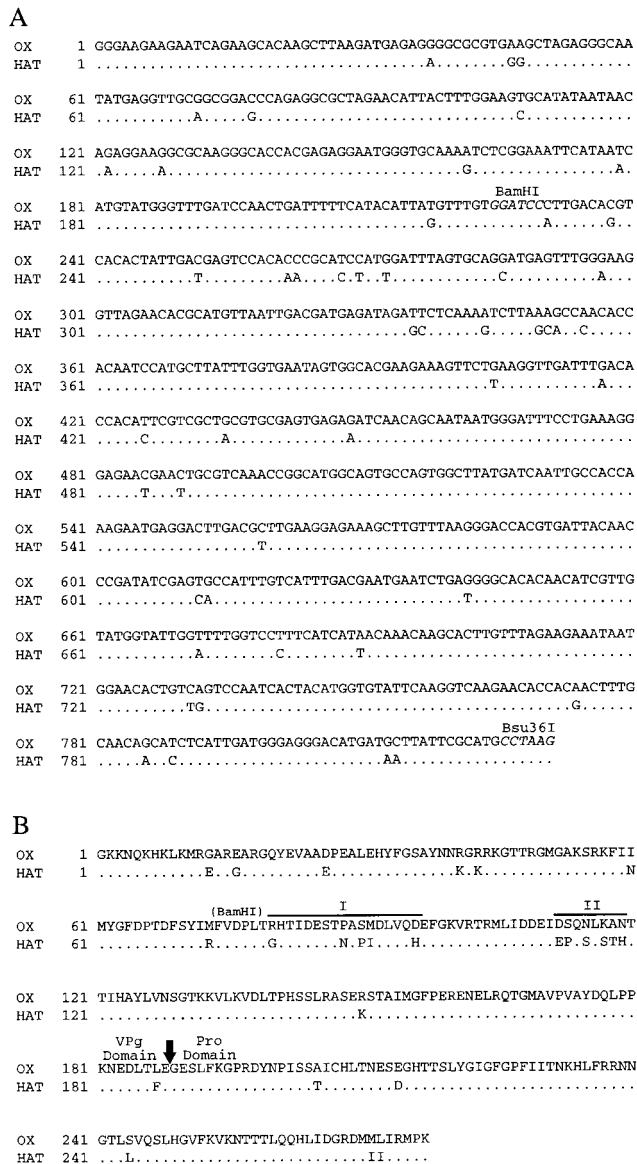 A
OX 1 GGGAAGAAGAATCAGAAGCACAAGCTTAAGATGAGAGGGGCGCGTGAAGCTAGAGGGCAA
HAT 1 .....................................A........GG............
OX 61 TATGAGGTTGCGGCGGACCCAGAGGCGCTAGAACATTACTTTGGAAGTGCATATAATAAC
HAT 61 ...........A.....G.............................C............
OX 121 AGAGGAAGGCGCAAGGGCACCACGAGAGGAATGGGTGCAAAATCTCGGAAATTCATAATC
HAT 121 .A.....A.................................G................A.
BamHI
OX 181 ATGTATGGGTTTGATCCAACTGATTTTTCATACATTATGTTTGTGGATCCCTTGACACGT
HAT 181 .....................................G............A......G..
OX 241 CACACTATTGACGAGTCCACACCCGCATCCATGGATTTAGTGCAGGATGAGTTTGGGAAG
HAT 241 ...........T.........AA....C.T..T............C..........A...
OX 301 GTTAGAACACGCATGTTAATTGACGATGAGATAGATTCTCAAAATCTTAAAGCCAACACC
HAT 301 ...................................GC......G.....GCA..C.....
OX 361 ACAATCCATGCTTATTTGGTGAATAGTGGCACGAAGAAAGTTCTGAAGGTTGATTTGACA
HAT 361 ............................................T...........A...
OX 421 CCACATTCGTCGCTGCGTGCGAGTGAGAGATCAACAGCAATAATGGGATTTCCTGAAAGG
HAT 421 .....C........A.............A...............................
OX 481 GAGAACGAACTGCGTCAAACCGGCATGGCAGTGCCAGTGGCTTATGATCAATTGCCACCA
HAT 481 .....T...T..................................................
OX 541 AAGAATGAGGACTTGACGCTTGAAGGAGAAAGCTTGTTTAAGGGACCACGTGATTACAAC
HAT 541 ..................T.........................................
OX 601 CCGATATCGAGTGCCATTTGTCATTTGACGAATGAATCTGAGGGGCACACAACATCGTTG
HAT 601 ...........CA............................T..................
OX 661 TATGGTATTGGTTTTGGTCCTTTCATCATAACAAACAAGCACTTGTTTAGAAGAAATAAT
HAT 661 ...........A........C........T..............................
OX 721 GGAACACTGTCAGTCCAATCACTACATGGTGTATTCAAGGTCAAGAACACCACAACTTTG
HAT 721 ..........TG.........................................G......
Bsu36I
OX 781 CAACAGCATCTCATTGATGGGAGGGACATGATGCTTATTCGCATGCCTAAG
HAT 781 .....A..C.......................AA.................
B
OX 1 GKKNQKHKLKMRGAREARGQYEVAADPEALEHYFGSAYNNRGRRKGTTRGMGAKSRKFII
HAT 1 ............E..G.........E..............K.K................N
(BamHI) I II
OX 61 MYGFDPTDFSYIMFVDPLTRHTIDESTPASMDLVQDEFGKVRTRMLIDDEIDSQNLKANT
HAT 61 ............R......G.......N.PI....H...............EP.S.STH.
OX 121 TIHAYLVNSGTKKVLKVDLTPHSSLRASERSTAIMGFPERENELRQTGMAVPVAYDQLPP
HAT 121 .............................K..............................
VPg Pro
Domain Domain
OX 181 KNEDLTLEGESLFKGPRDYNPISSAICHLTNESEGHTTSLYGIGFGPFIITNKHLFRRNN
HAT 181 ......F.................T........D..........................
OX 241 GTLSVQSLHGVFKVKNTTTLQQHLIDGRDMMLIRMPK
HAT 241 ...L..........................II.....